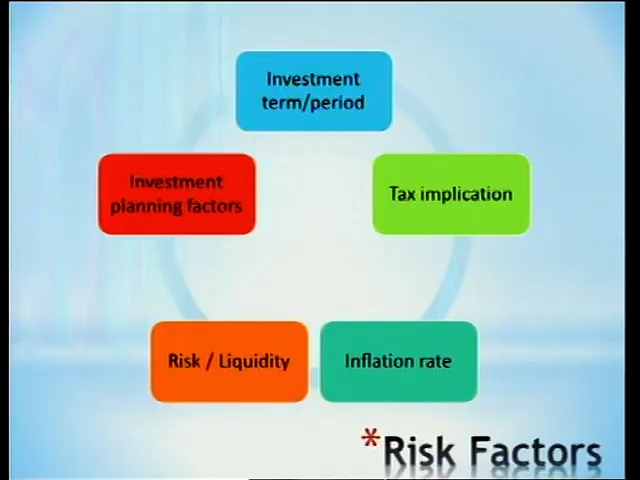 Investment
term/period
Investment
planning factors
Tax implication
Risk / Liquidity
Inflation rate
*Risk Factors